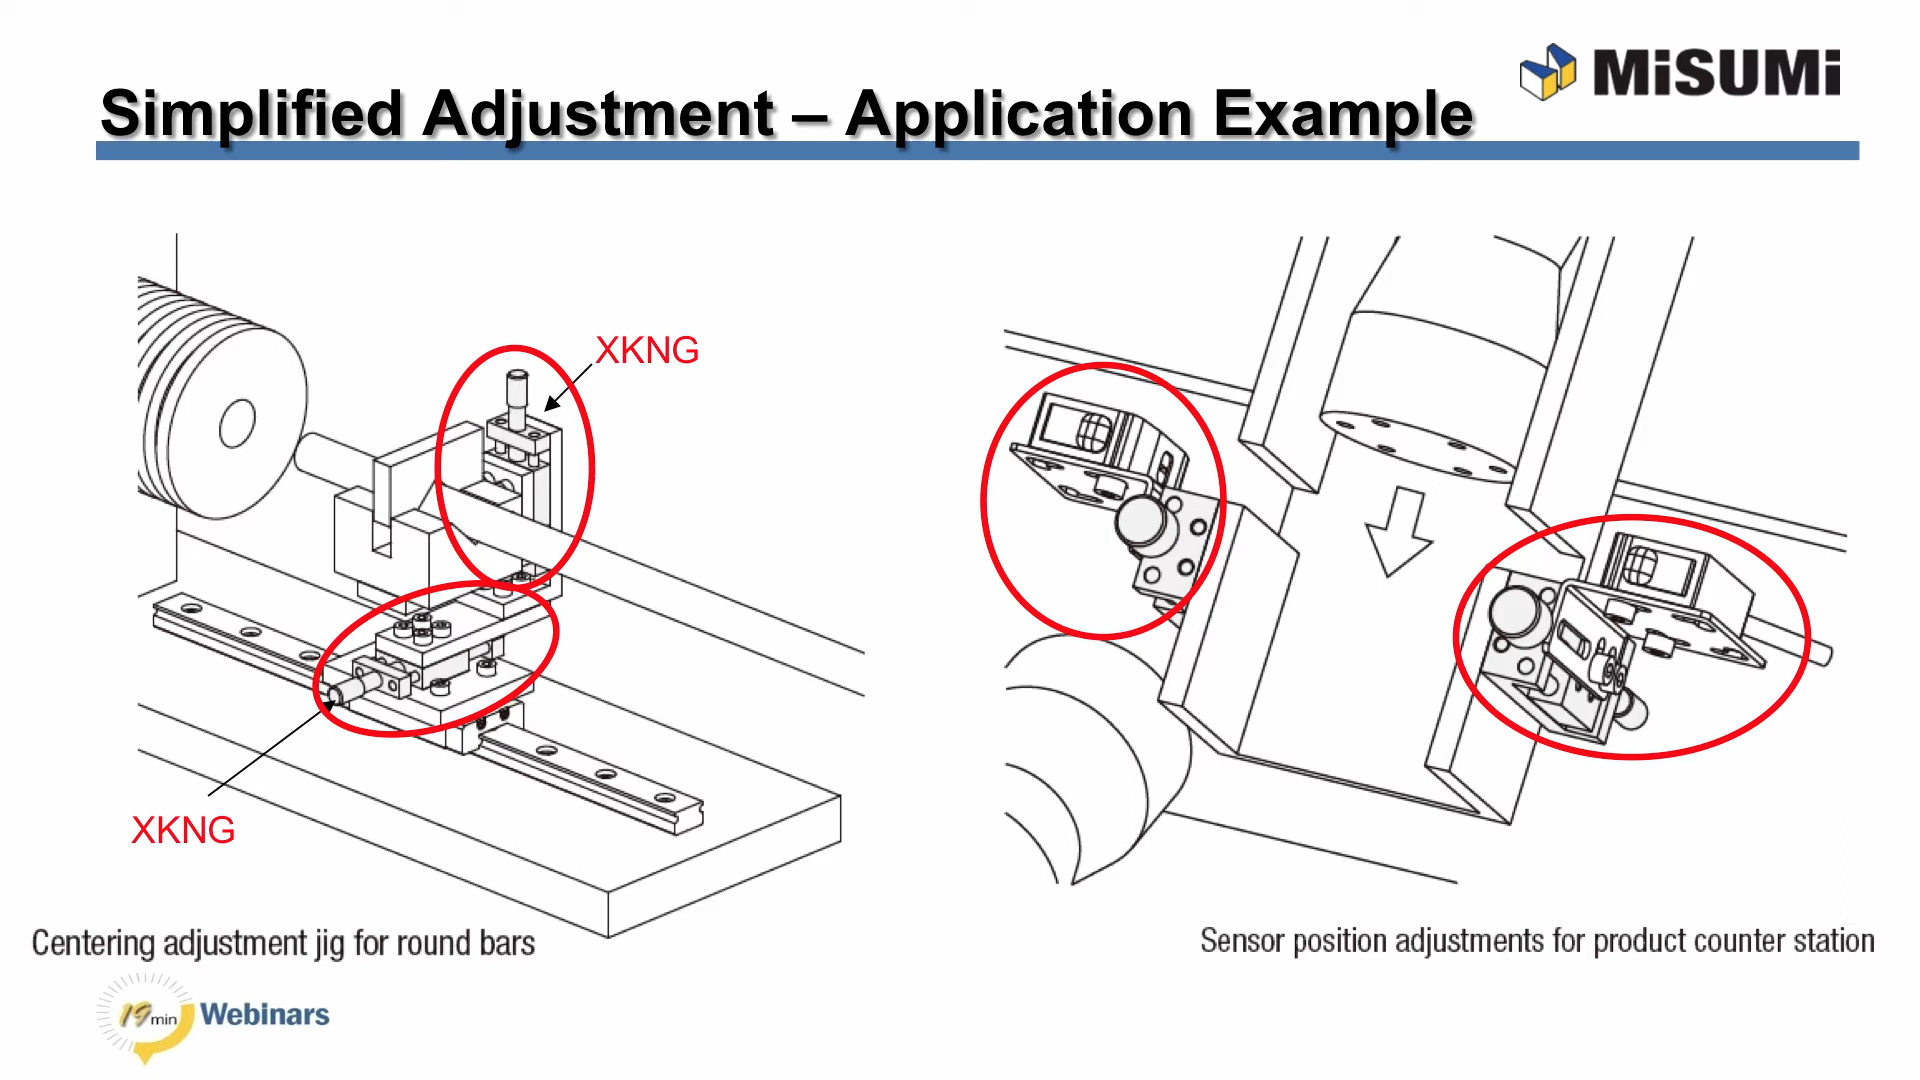 MiSUMi
Simplified Adjustment – Application Example
XKNG
XKNG
Centering adjustment jig for round bars
Sensor position adjustments for product counter station
19 min Webinars